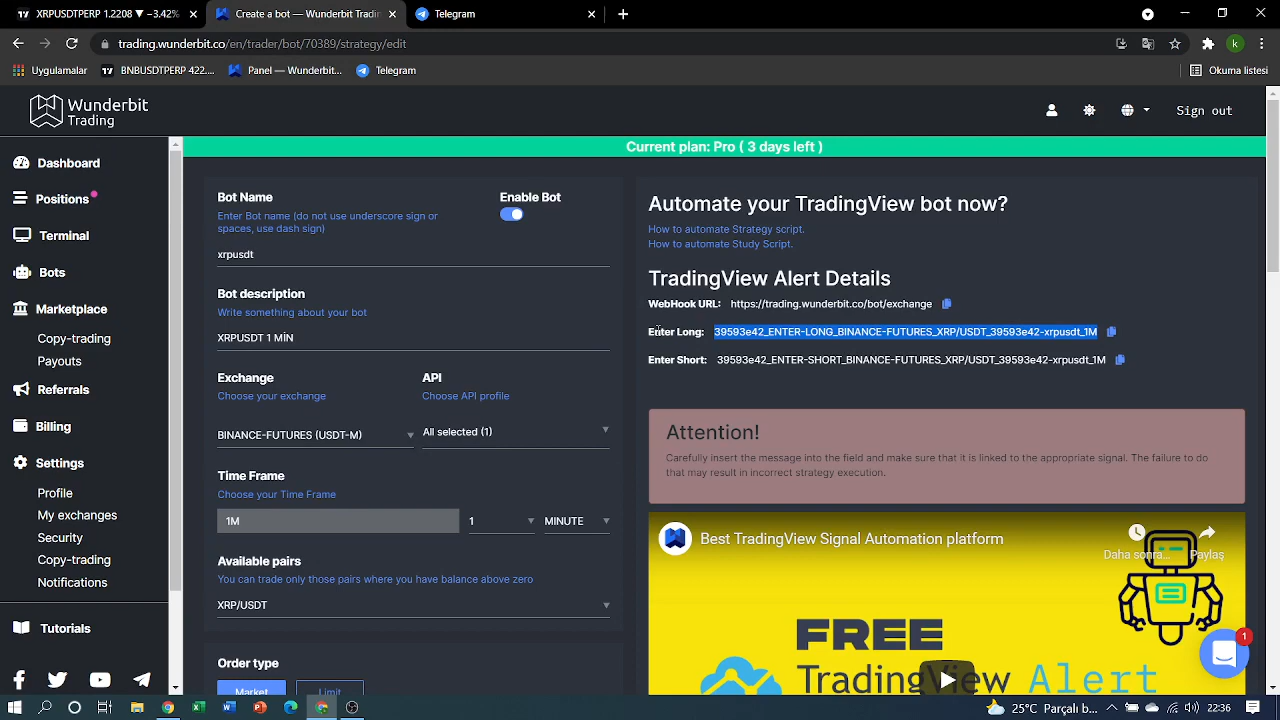 XRPUSDTPERP 1.1208 ▼ −3.42%
Create a bot — Wunderbit Tradin
Telegram
trading.wunderbit.co/en/trader/bot/70389/strategy/edit
Uygulamalar
BNBUSDTPERP 422...
Panel — Wunderbit...
Telegram
Okuma listesi
Wunderbit
Trading
Sign out
Current plan: Pro ( 3 days left )
Dashboard
Positions
Terminal
Bots
Marketplace
Copy-trading
Payouts
Referrals
Billing
Settings
Profile
My exchanges
Security
Copy-trading
Notifications
Tutorials
Bot Name
Enable Bot
Enter Bot name (do not use underscore sign or
spaces, use dash sign)
xrpusdt
Bot description
Write something about your bot
XRPUSDT 1 MİN
Exchange
API
Choose your exchange
Choose API profile
BINANCE-FUTURES (USDT-M)
All selected (1)
Time Frame
Choose your Time Frame
1M
1
MINUTE
Available pairs
You can trade only those pairs where you have balance above zero
XRP/USDT
Order type
Market
Limit
Automate your TradingView bot now?
How to automate Strategy script.
How to automate Study Script.
TradingView Alert Details
WebHook URL: https://trading.wunderbit.co/bot/exchange
Enter Long: 39593e42_ENTER-LONG_BINANCE-FUTURES_XRP/USDT_39593e42-xrpusdt_1M
Enter Short: 39593e42_ENTER-SHORT_BINANCE-FUTURES_XRP/USDT_39593e42-xrpusdt_1M
Attention!
Carefully insert the message into the field and make sure that it is linked to the appropriate signal. The failure to do
that may result in incorrect strategy execution.
Best TradingView Signal Automation platform
Daha sonra...
Paylaş
FREE
TradingView Alert
1
25°C Parçalı b...
22:36